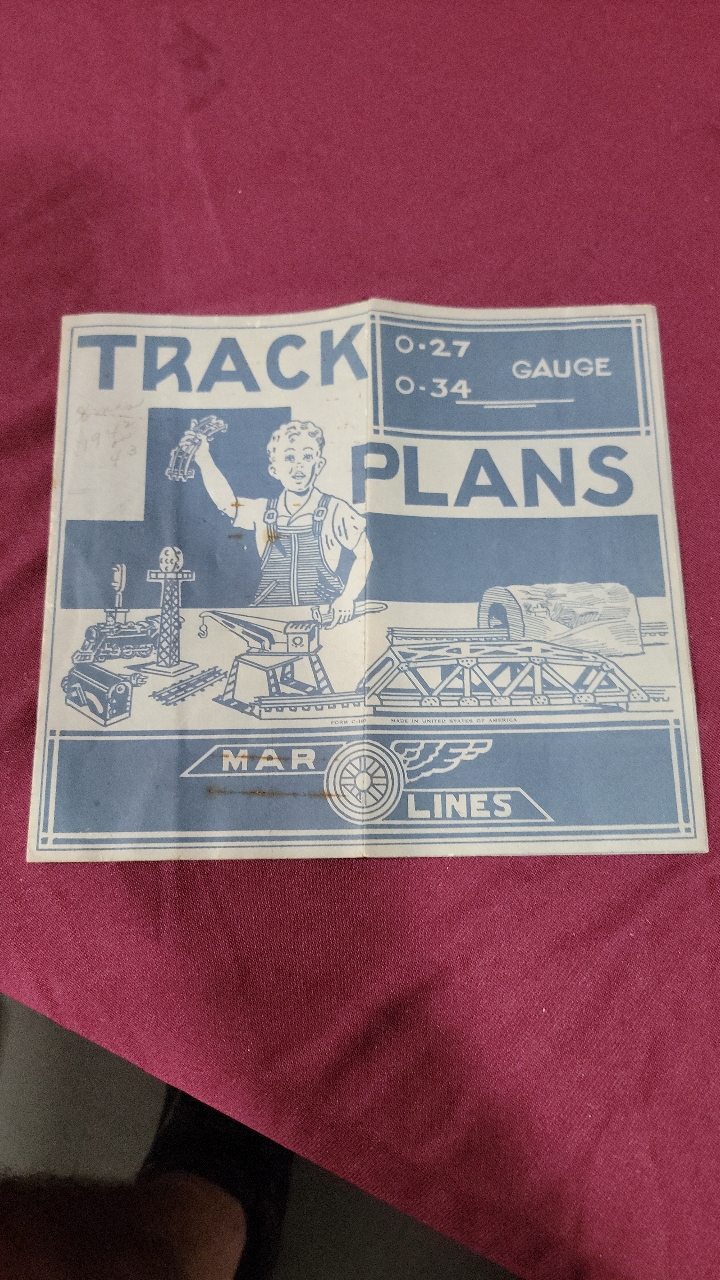 TRACK
O-27
O-34
GAUGE
PLANS
MADE IN UNITED STATES OF AMERICA
MAR
LINES